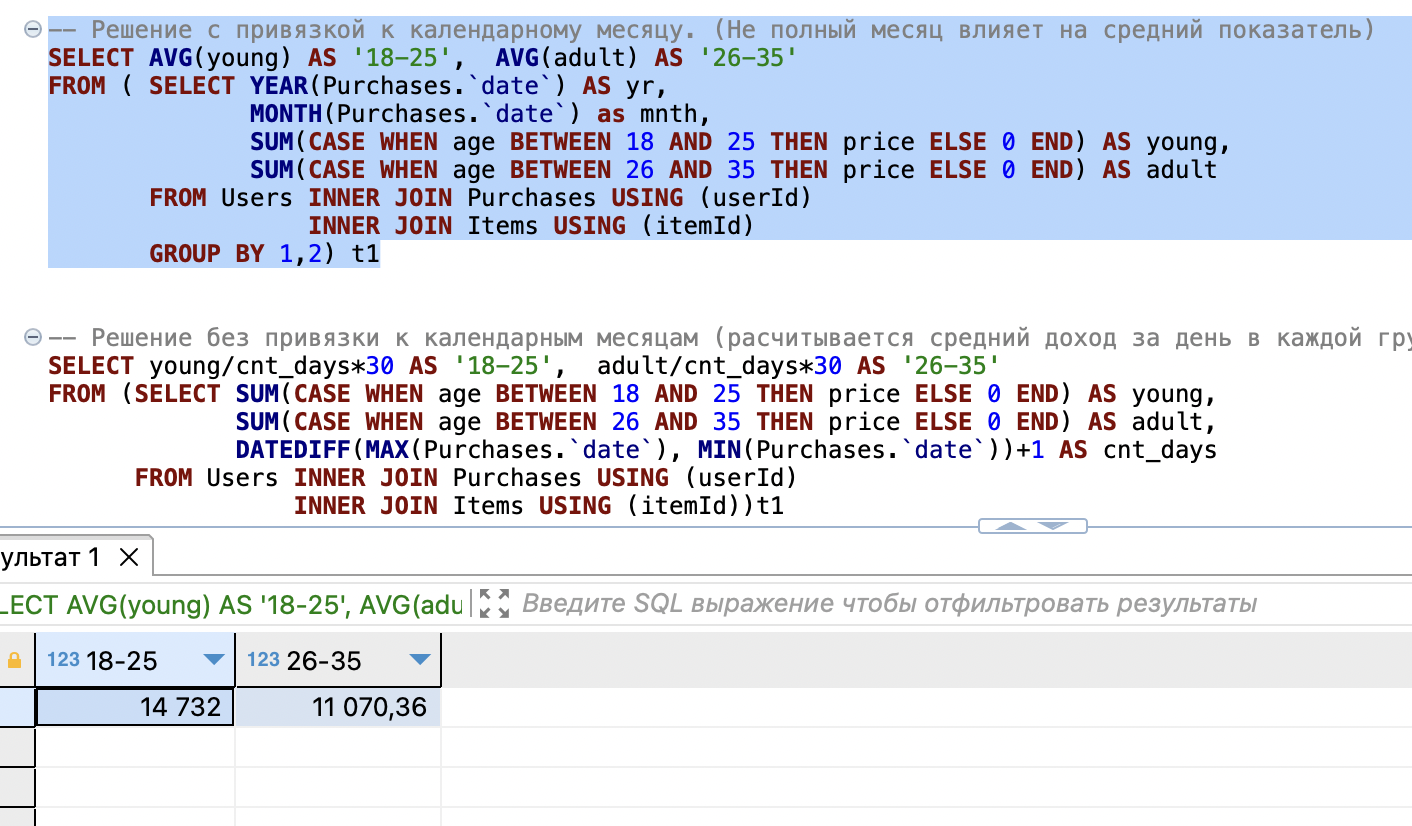 -- Решение с привязкой к календарному месяцу. (Не полный месяц влияет на средний показатель)
SELECT AVG(young) AS '18-25',  AVG(adult) AS '26-35'
FROM ( SELECT YEAR(Purchases.`date`) AS yr,
MONTH(Purchases.`date`) as mnth,
SUM(CASE WHEN age BETWEEN 18 AND 25 THEN price ELSE 0 END) AS young,
SUM(CASE WHEN age BETWEEN 26 AND 35 THEN price ELSE 0 END) AS adult
FROM Users INNER JOIN Purchases USING (userId)
INNER JOIN Items USING (itemId)
GROUP BY 1,2) t1
-- Решение без привязки к календарным месяцам (расчитывается средний доход за день в каждой гру
SELECT young/cnt_days*30 AS '18-25',  adult/cnt_days*30 AS '26-35'
FROM (SELECT SUM(CASE WHEN age BETWEEN 18 AND 25 THEN price ELSE 0 END) AS young,
SUM(CASE WHEN age BETWEEN 26 AND 35 THEN price ELSE 0 END) AS adult,
DATEDIFF(MAX(Purchases.`date`), MIN(Purchases.`date`))+1 AS cnt_days
FROM Users INNER JOIN Purchases USING (userId)
INNER JOIN Items USING (itemId))t1
ультат 1
LECT AVG(young) AS '18-25', AVG(adu Введите SQL выражение чтобы отфильтровать результаты
123 18-25 123 26-35
14 732 11 070,36